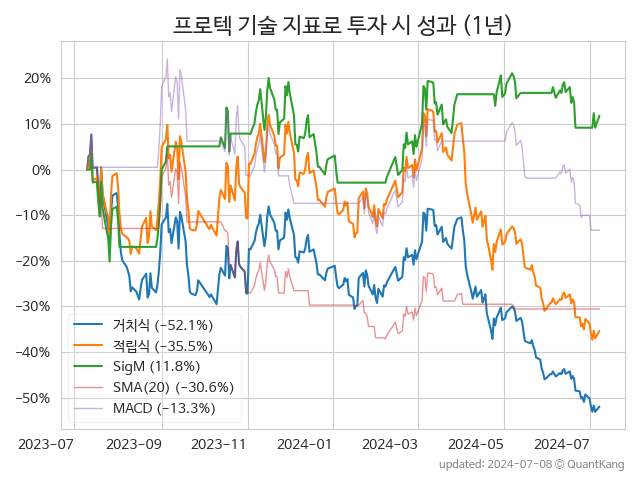 프로텍 기술 지표로 투자 시 성과 (1년)
20%
10%
0%
−10%
−20%
−30%
−40%
−50%
거치식 (−52.1%)
적립식 (−35.5%)
SigM (11.8%)
SMA(20) (−30.6%)
MACD (−13.3%)
2023-07
2023-09
2023-11
2024-01
2024-03
2024-05
2024-07
updated: 2024-07-08 © QuantKang